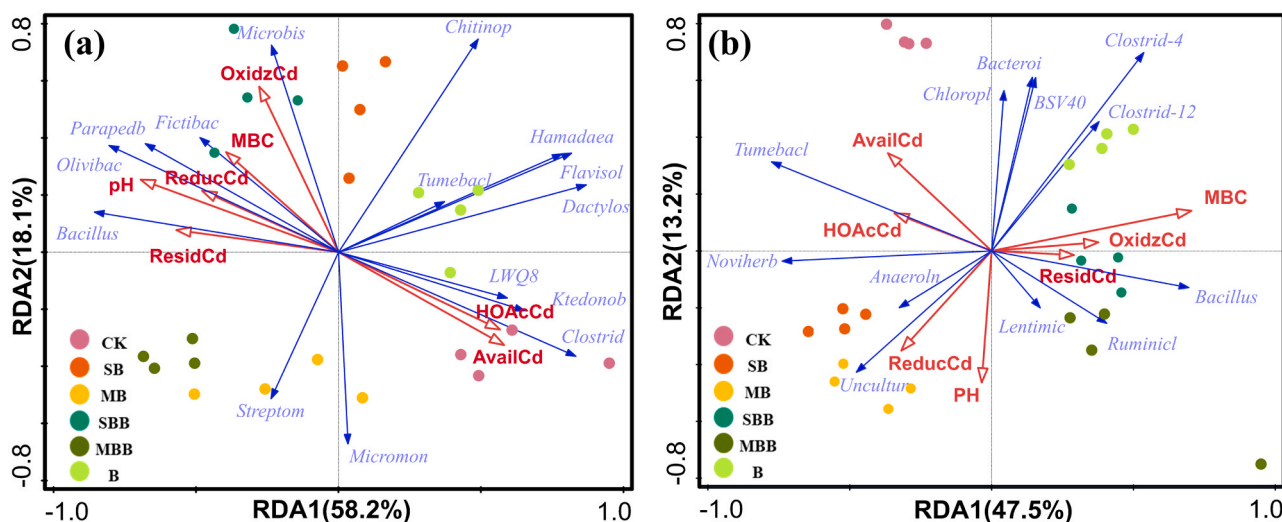 (a)
0.8
-0.8
RDA2(18.1%)
Microbis
Chitinop
OxidzCd
Parapedb
Fictibac
MBC
Hamadaea
Olivibac
pH
ReducCd
Tumebacl
Flavisol
Dactylos
Bacillus
ResidCd
LWQ8
Ktedonob
HOAcCd
Clostrid
AvailCd
Streptom
Micromon
CK
SB
MB
SBB
MBB
B
-1.0
RDA1(58.2%)
1.0
(b)
0.8
-0.8
RDA2(13.2%)
Clostrid-4
Bacteroi
Chloropl
BSV40
Clostrid-12
AvailCd
Tumebacl
MBC
HOAcCd
OxidzCd
Noviherb
Anaeroln
ResidCd
Bacillus
Lentimic
Ruminicl
ReducCd
Uncultur
PH
CK
SB
MB
SBB
MBB
B
-1.0
RDA1(47.5%)
1.0